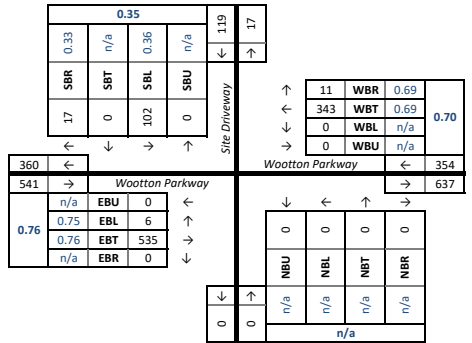 0.35
0.33 n/a 0.36 n/a
SBR SBT SBL SBU
17 0 102 0
← ↓ → ↑
119 17
↓ ↑
Site Driveway
↑ 11 WBR 0.69
← 343 WBT 0.69
↓ 0 WBL n/a
→ 0 WBU n/a
0.70
360 ←
Wootton Parkway
← 354
541 →
Wootton Parkway
→ 637
0.76
n/a EBU 0 ←
0.75 EBL 6 ↑
0.76 EBT 535 →
n/a EBR 0 ↓
↓ ← ↑ →
0 0 0 0
NBU NBL NBT NBR
n/a n/a n/a n/a
n/a
↓ ↑
0 0